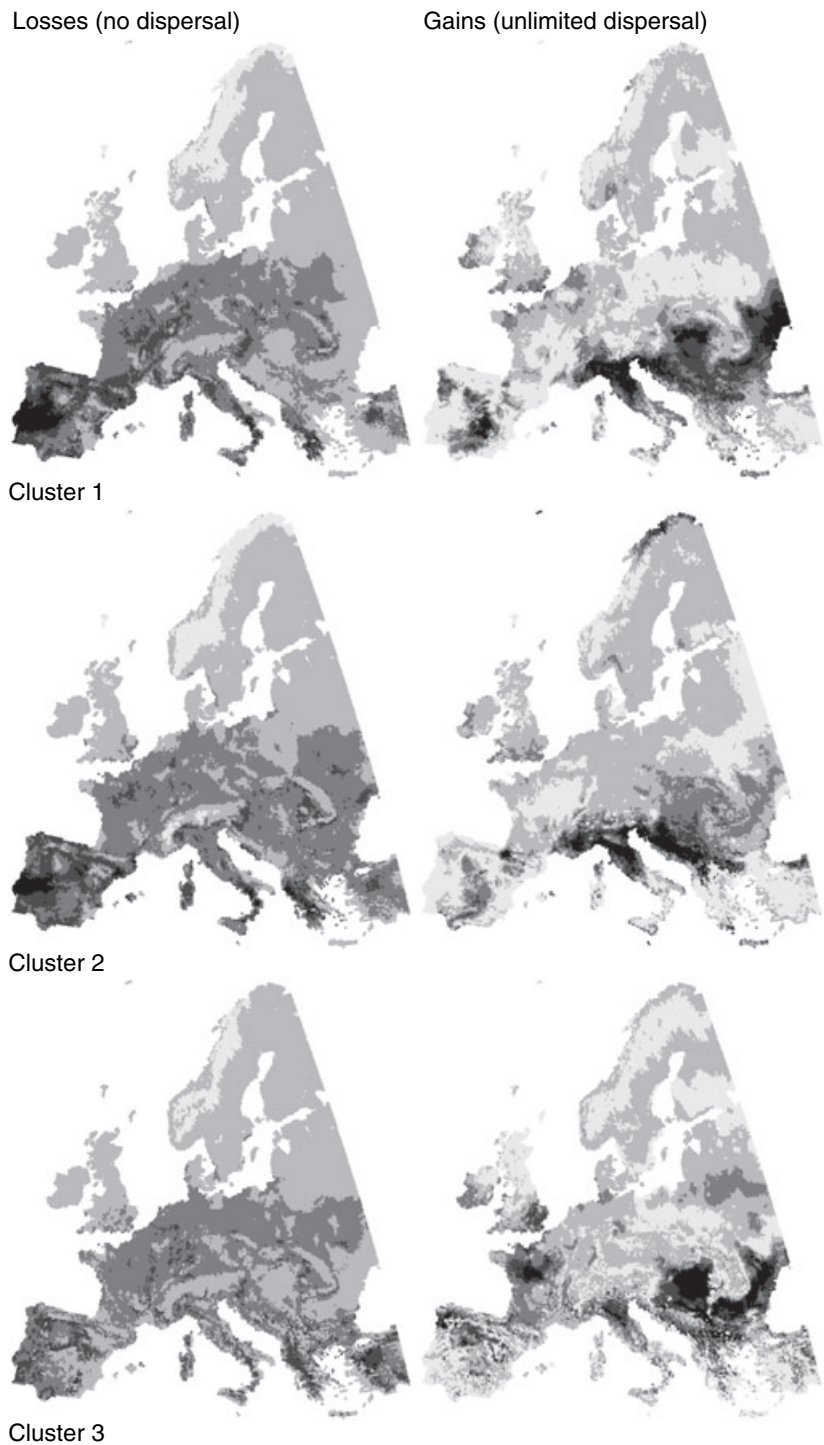 Losses (no dispersal)
Gains (unlimited dispersal)
Cluster 1
Cluster 2
Cluster 3